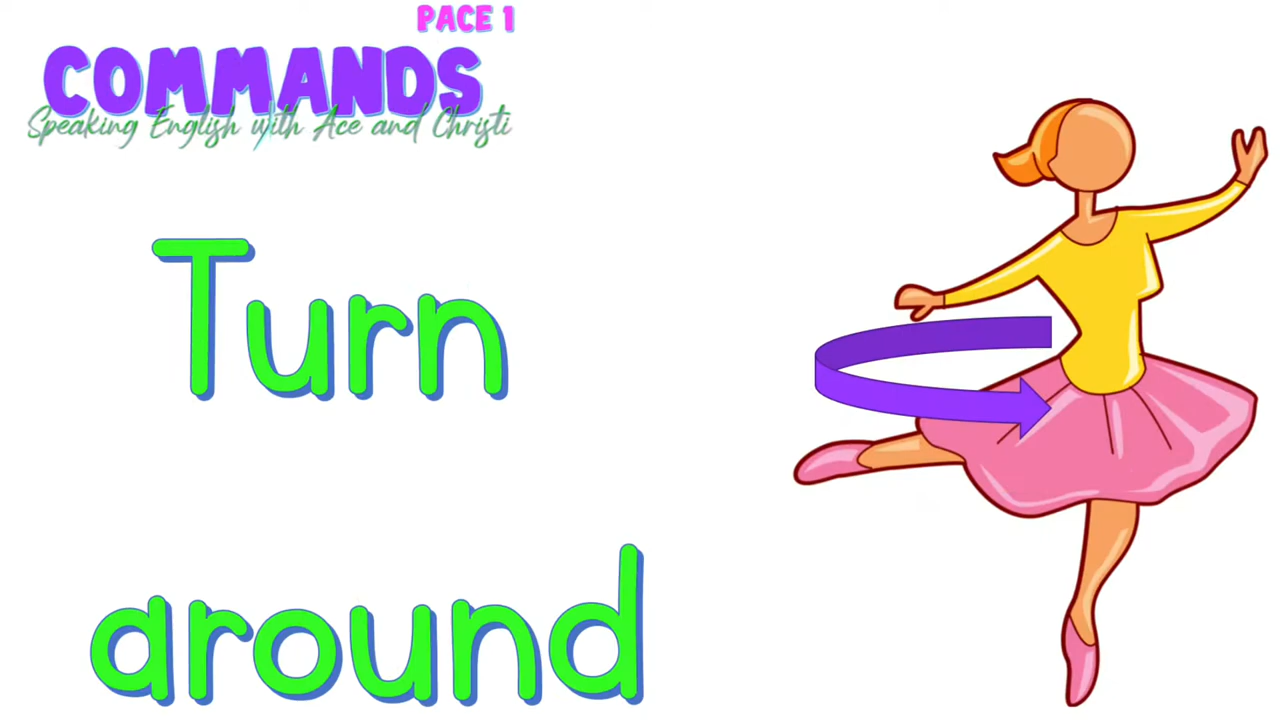 PACE 1
COMMANDS
Speaking English with Ace and Christi
Turn
around